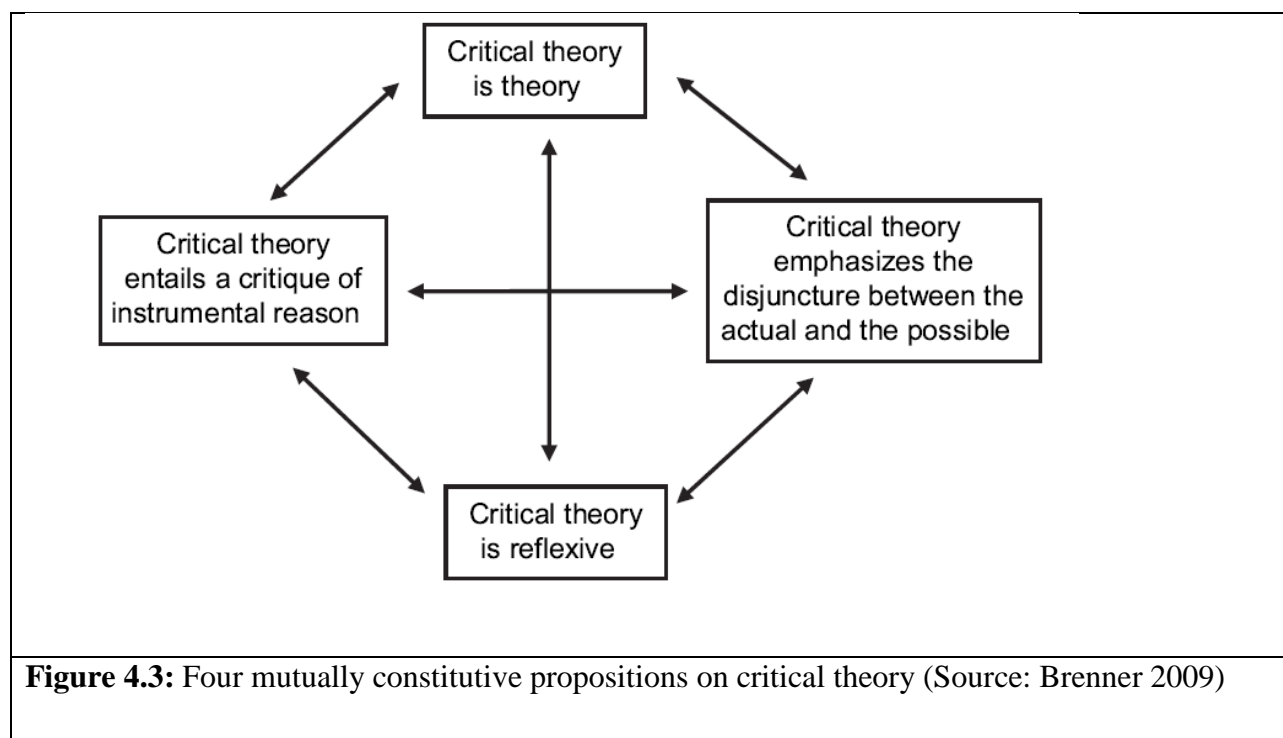 Critical theory
is theory
Critical theory
entails a critique of
instrumental reason
Critical theory
emphasizes the
disjuncture between the
actual and the possible
Critical theory
is reflexive
Figure 4.3: Four mutually constitutive propositions on critical theory (Source: Brenner 2009)